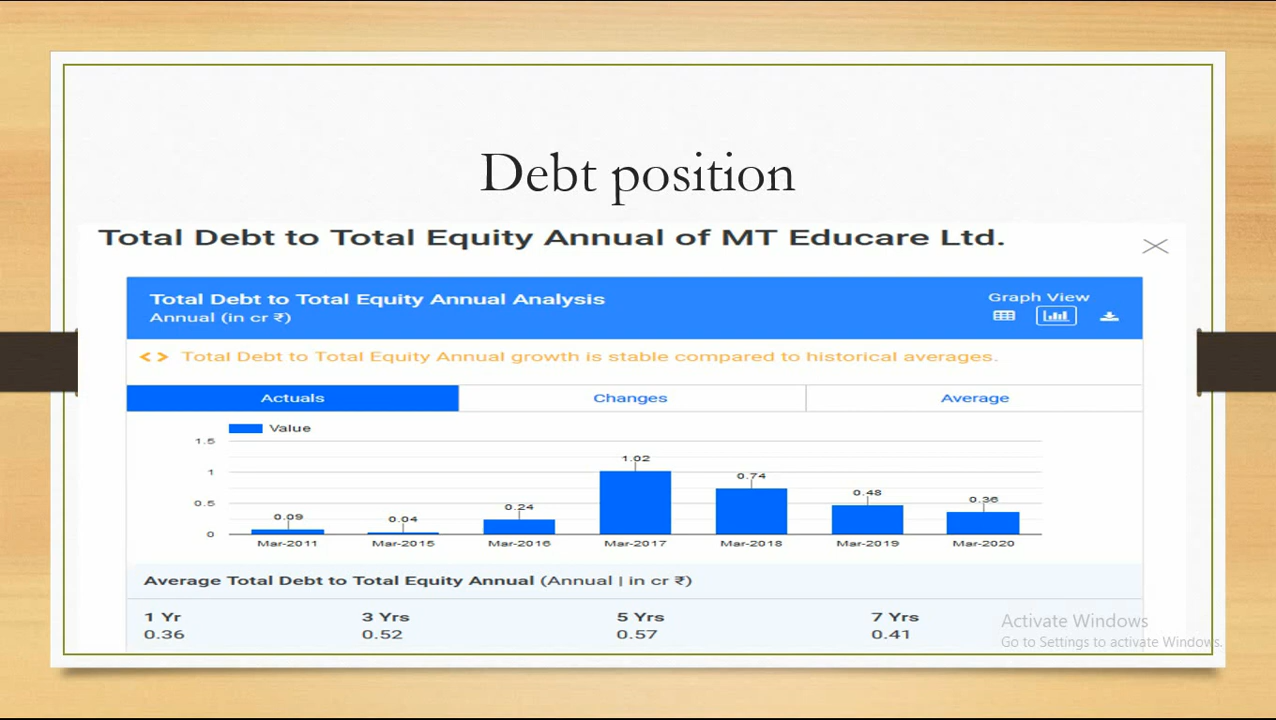 Debt position
Total Debt to Total Equity Annual of MT Educare Ltd.
Total Debt to Total Equity Annual Analysis
Graph View
Annual (in cr ₹)
<> Total Debt to Total Equity Annual growth is stable compared to historical averages.
Actuals Changes Average
Value
1.5
1
0.5
0
0.09 0.04 0.24 1.02 0.74 0.48 0.36
Mar-2011 Mar-2015 Mar-2016 Mar-2017 Mar-2018 Mar-2019 Mar-2020
Average Total Debt to Total Equity Annual (Annual | in cr ₹)
1 Yr 3 Yrs 5 Yrs 7 Yrs
0.36 0.52 0.57 0.41
Activate Windows
Go to Settings to activate Windows.